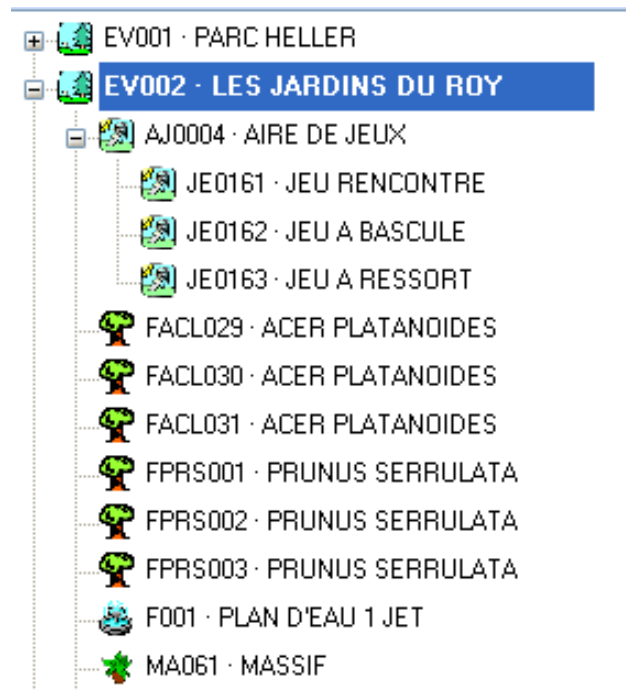 EV001 · PARC HELLER
EV002 · LES JARDINS DU ROY
AJ0004 · AIRE DE JEUX
JE0161 · JEU RENCONTRE
JE0162 · JEU A BASCULE
JE0163 · JEU A RESSORT
FACL029 · ACER PLATANOIDES
FACL030 · ACER PLATANOIDES
FACL031 · ACER PLATANOIDES
FPRS001 · PRUNUS SERRULATA
FPRS002 · PRUNUS SERRULATA
FPRS003 · PRUNUS SERRULATA
F001 · PLAN D'EAU 1 JET
MA061 · MASSIF